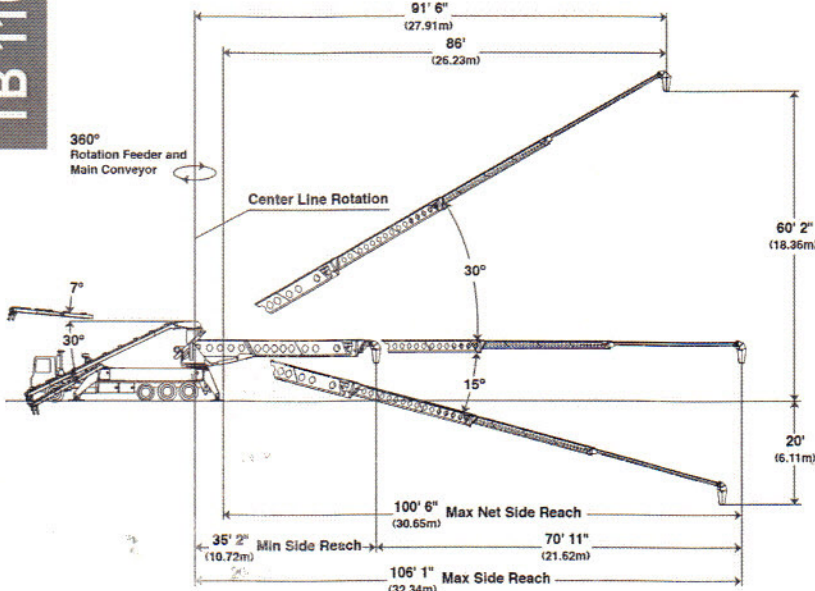 TB 110
91' 6"
(27.91m)
86'
(26.23m)
360°
Rotation Feeder and
Main Conveyor
Center Line Rotation
60' 2"
(18.36m)
30°
7°
30°
15°
20'
(6.11m)
100' 6" Max Net Side Reach
(30.65m)
35' 2" Min Side Reach
(10.72m)
70' 11"
(21.62m)
106' 1" Max Side Reach
(32.34m)